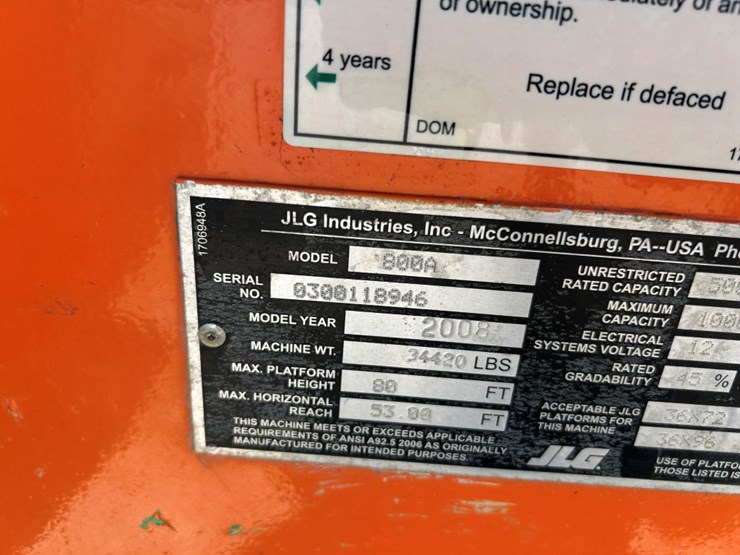 of ownership.
4 years
Replace if defaced
DOM
1706948A
JLG Industries, Inc - McConnellsburg, PA--USA
MODEL 800A
SERIAL NO. 0300118946
MODEL YEAR 2008
MACHINE WT. 34420 LBS
MAX. PLATFORM HEIGHT 80 FT
MAX. HORIZONTAL REACH 53.00 FT
THIS MACHINE MEETS OR EXCEEDS APPLICABLE
REQUIREMENTS OF ANSI A92.5 2006 AS ORIGINALLY
MANUFACTURED FOR INTENDED PURPOSES.
UNRESTRICTED RATED CAPACITY
MAXIMUM CAPACITY
ELECTRICAL SYSTEMS VOLTAGE 12
RATED GRADABILITY 45 %
ACCEPTABLE JLG
PLATFORMS FOR
THIS MACHINE
36X72
36X96
JLG
USE OF
THOSE LISTED